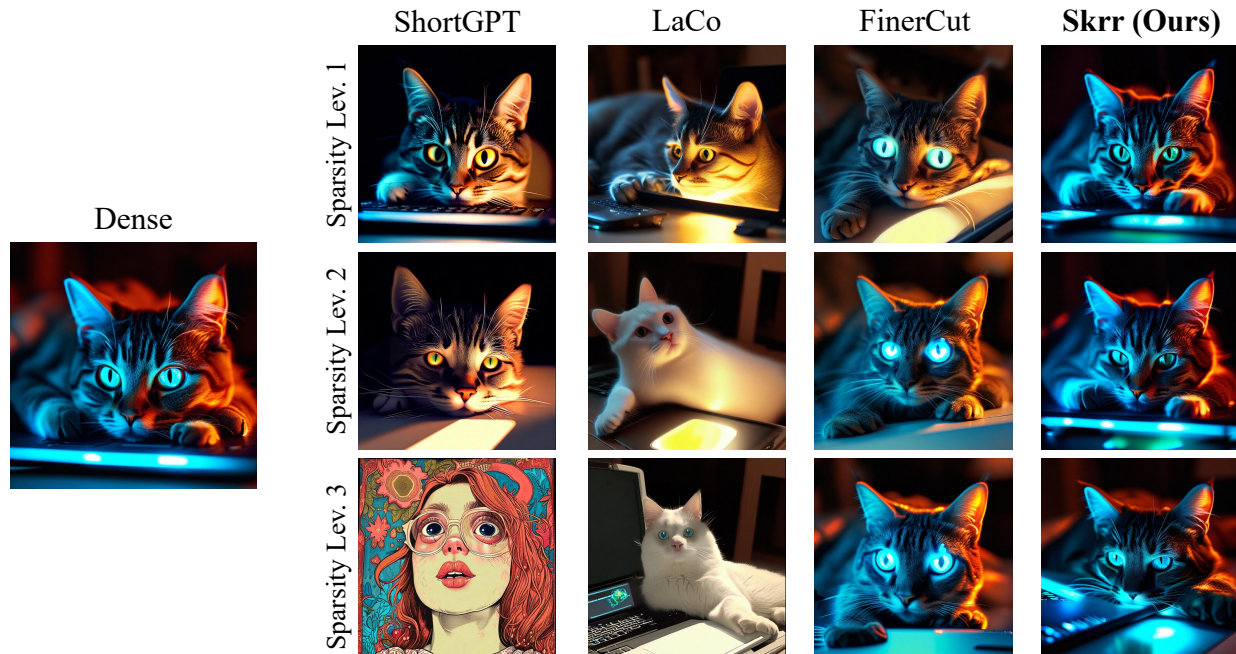 ShortGPT
LaCo
FinerCut
Skrr (Ours)
Sparsity Lev. 1
Dense
Sparsity Lev. 2
Sparsity Lev. 3